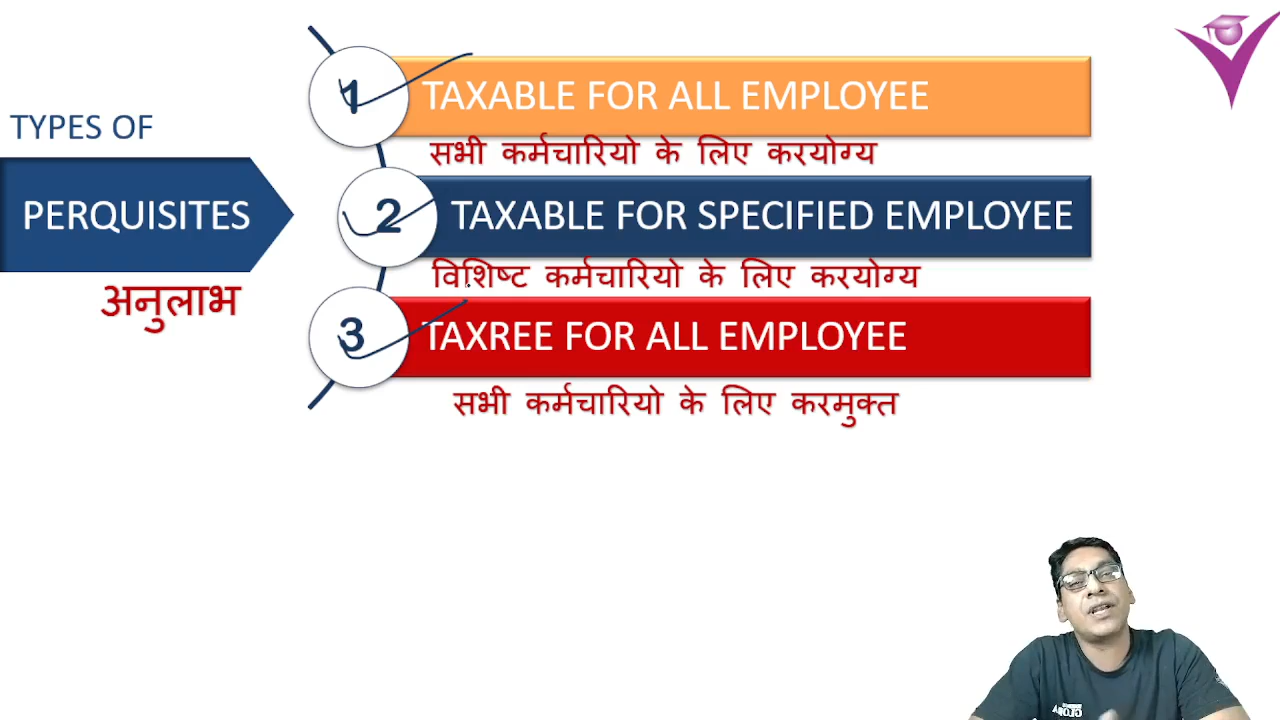 TYPES OF
PERQUISITES
अनुलाभ
1 TAXABLE FOR ALL EMPLOYEE
सभी कर्मचारियो के लिए करयोग्य
2 TAXABLE FOR SPECIFIED EMPLOYEE
विशिष्ट कर्मचारियो के लिए करयोग्य
3 TAXREE FOR ALL EMPLOYEE
सभी कर्मचारियो के लिए करमुक्त